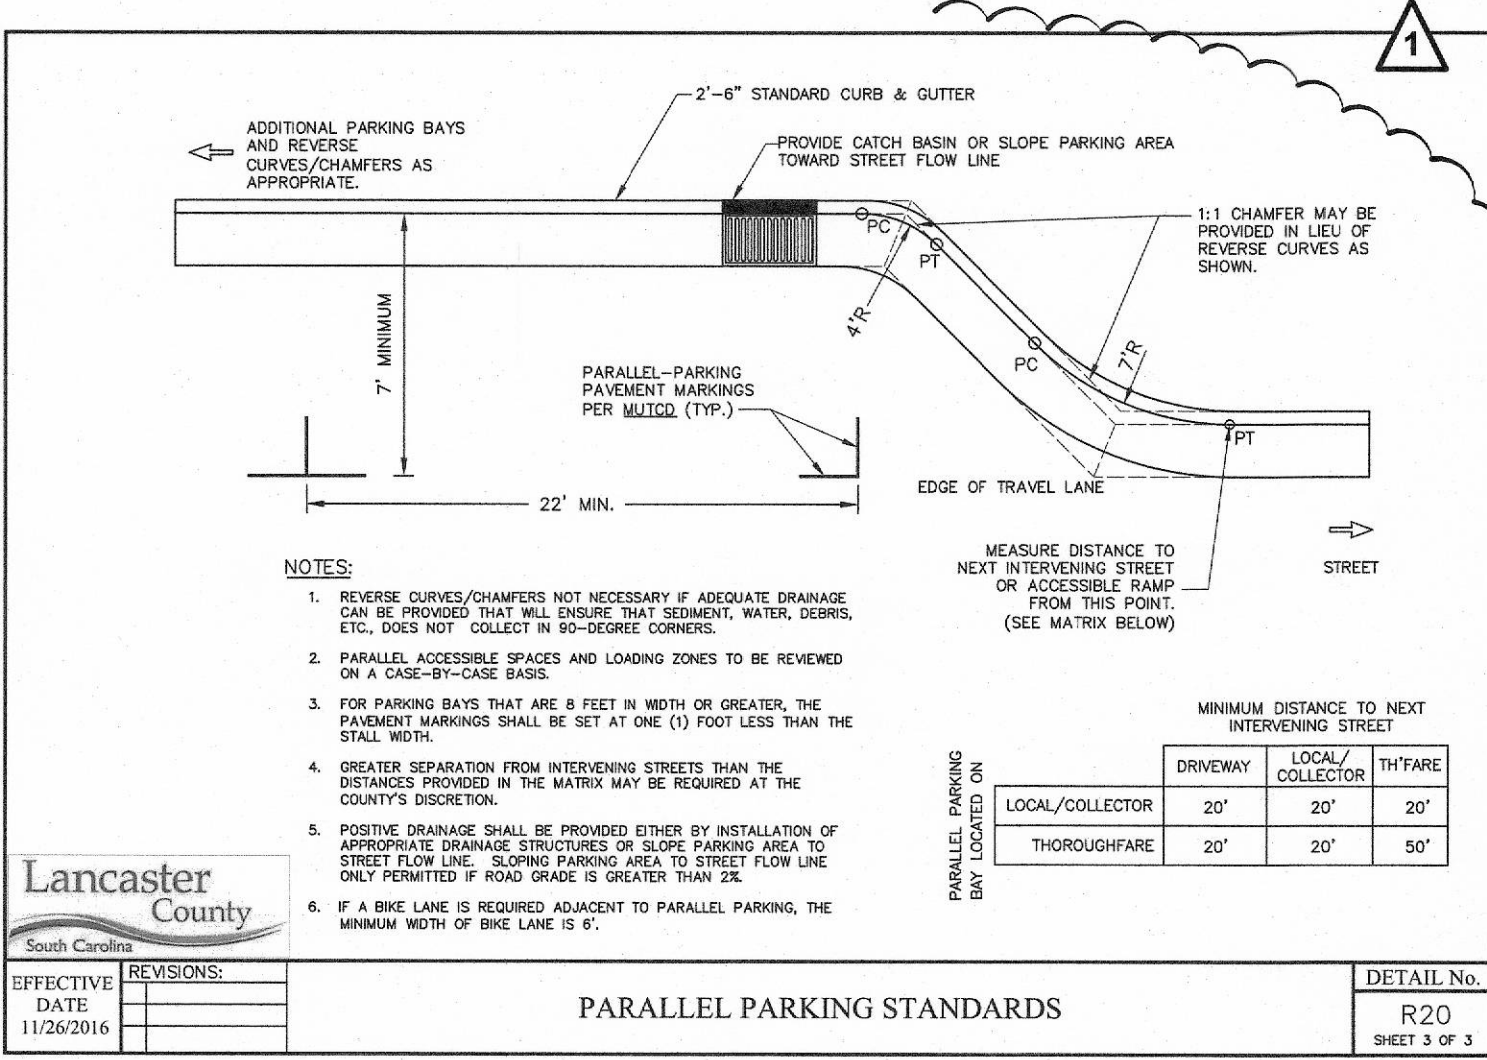 1
2'-6" STANDARD CURB & GUTTER
ADDITIONAL PARKING BAYS
AND REVERSE
CURVES/CHAMFERS AS
APPROPRIATE.
PROVIDE CATCH BASIN OR SLOPE PARKING AREA
TOWARD STREET FLOW LINE
1:1 CHAMFER MAY BE
PROVIDED IN LIEU OF
REVERSE CURVES AS
SHOWN.
PC
PT
4'R
7' MINIMUM
PC
7'R
PARALLEL-PARKING
PAVEMENT MARKINGS
PER MUTCD (TYP.)
PT
EDGE OF TRAVEL LANE
22' MIN.
MEASURE DISTANCE TO
NEXT INTERVENING STREET
OR ACCESSIBLE RAMP
FROM THIS POINT.
(SEE MATRIX BELOW)
STREET
NOTES:
1. REVERSE CURVES/CHAMFERS NOT NECESSARY IF ADEQUATE DRAINAGE
CAN BE PROVIDED THAT WILL ENSURE THAT SEDIMENT, WATER, DEBRIS,
ETC., DOES NOT COLLECT IN 90-DEGREE CORNERS.
2. PARALLEL ACCESSIBLE SPACES AND LOADING ZONES TO BE REVIEWED
ON A CASE-BY-CASE BASIS.
3. FOR PARKING BAYS THAT ARE 8 FEET IN WIDTH OR GREATER, THE
PAVEMENT MARKINGS SHALL BE SET AT ONE (1) FOOT LESS THAN THE
STALL WIDTH.
4. GREATER SEPARATION FROM INTERVENING STREETS THAN THE
DISTANCES PROVIDED IN THE MATRIX MAY BE REQUIRED AT THE
COUNTY'S DISCRETION.
5. POSITIVE DRAINAGE SHALL BE PROVIDED EITHER BY INSTALLATION OF
APPROPRIATE DRAINAGE STRUCTURES OR SLOPE PARKING AREA TO
STREET FLOW LINE. SLOPING PARKING AREA TO STREET FLOW LINE
ONLY PERMITTED IF ROAD GRADE IS GREATER THAN 2%.
6. IF A BIKE LANE IS REQUIRED ADJACENT TO PARALLEL PARKING, THE
MINIMUM WIDTH OF BIKE LANE IS 6'.
MINIMUM DISTANCE TO NEXT
INTERVENING STREET
PARALLEL PARKING
BAY LOCATED ON
DRIVEWAY LOCAL/ TH'FARE
COLLECTOR
LOCAL/COLLECTOR 20' 20' 20'
THOROUGHFARE 20' 20' 50'
Lancaster
County
South Carolina
EFFECTIVE
DATE
11/26/2016
REVISIONS:
PARALLEL PARKING STANDARDS
DETAIL No.
R20
SHEET 3 OF 3